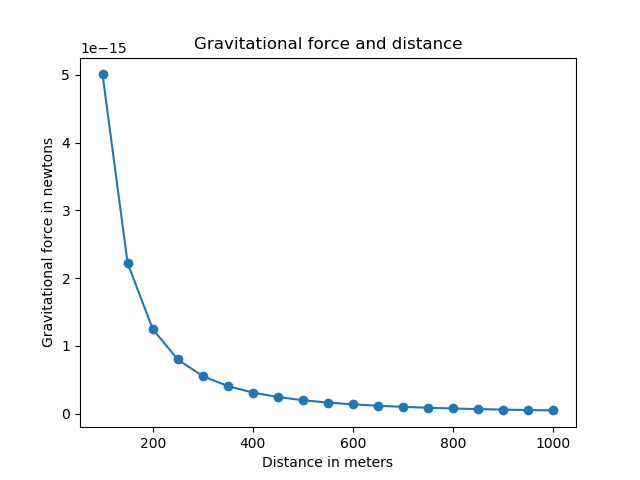 Gravitational force and distance
1e−15
Gravitational force in newtons
5
4
3
2
1
0
200 400 600 800 1000
Distance in meters